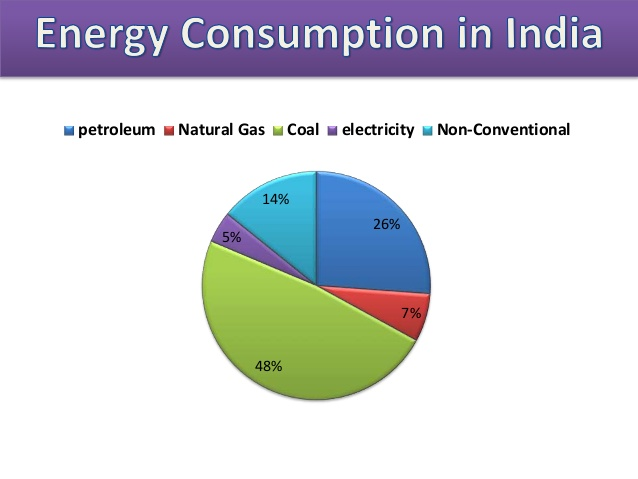 Energy Consumption in India
petroleum Natural Gas Coal electricity Non-Conventional
14%
26%
5%
7%
48%